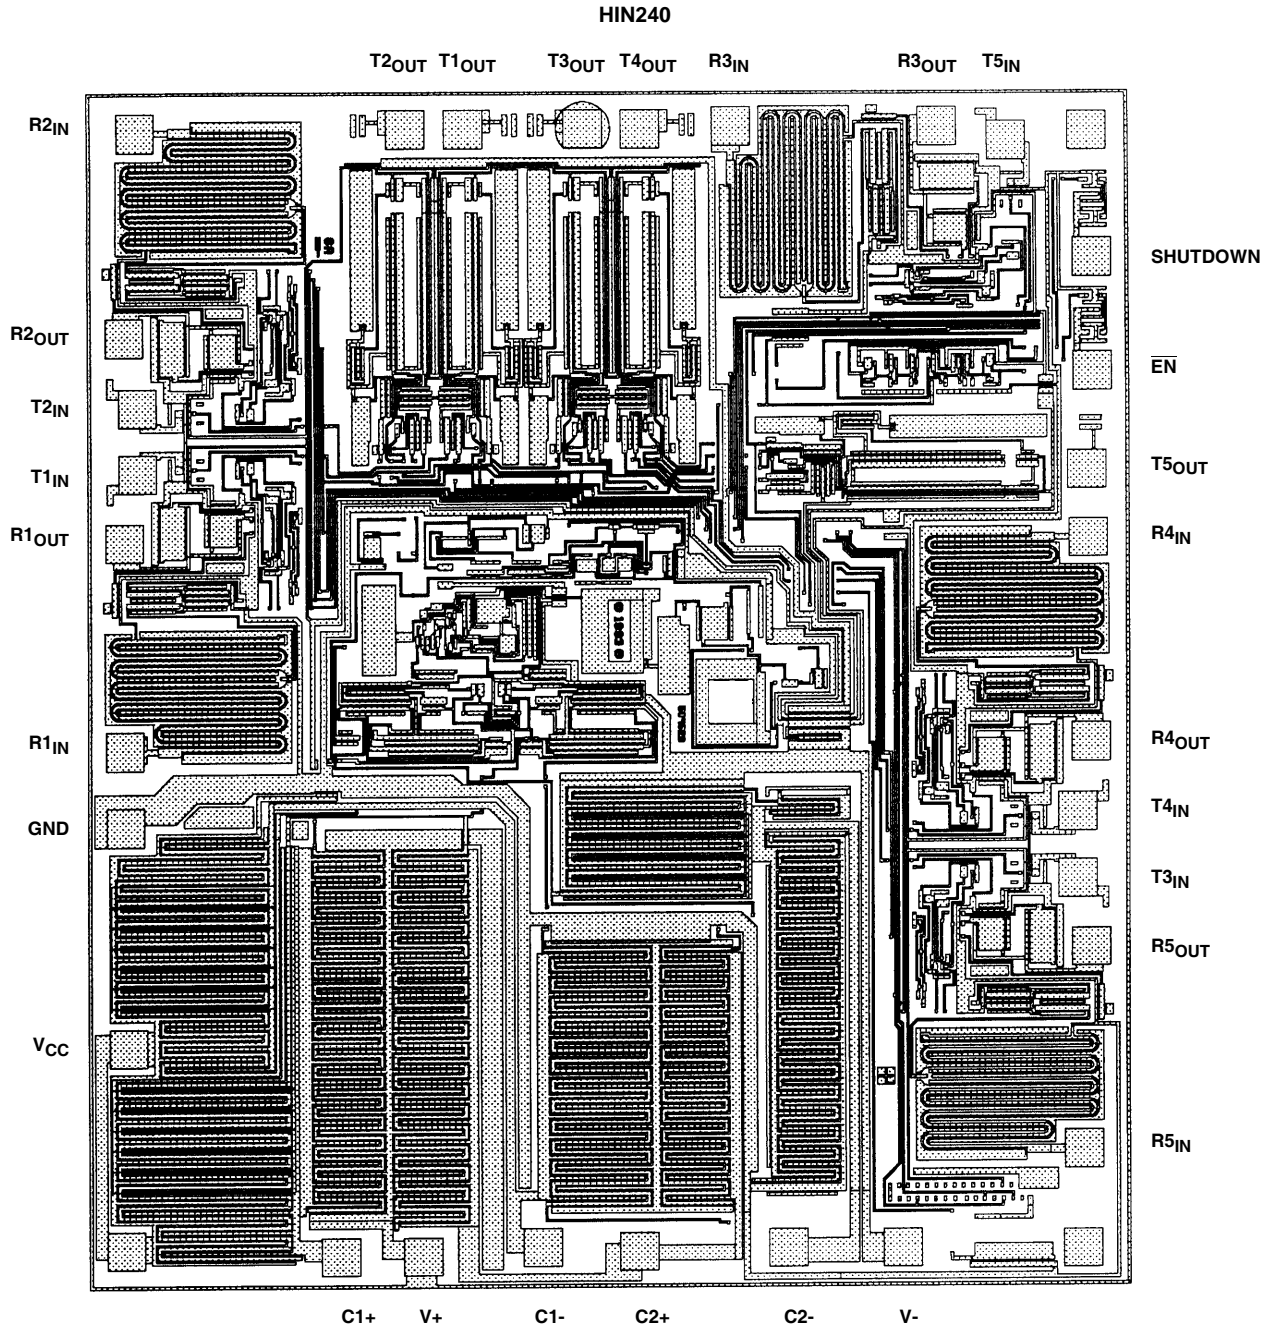 HIN240
T2OUT T1OUT T3OUT T4OUT R3IN R3OUT T5IN
R2IN
SHUTDOWN
R2OUT
EN
T2IN
T5OUT
T1IN
R1OUT
R4IN
R1IN
R4OUT
T4IN
GND
T3IN
R5OUT
VCC
R5IN
C1+ V+ C1- C2+ C2- V-